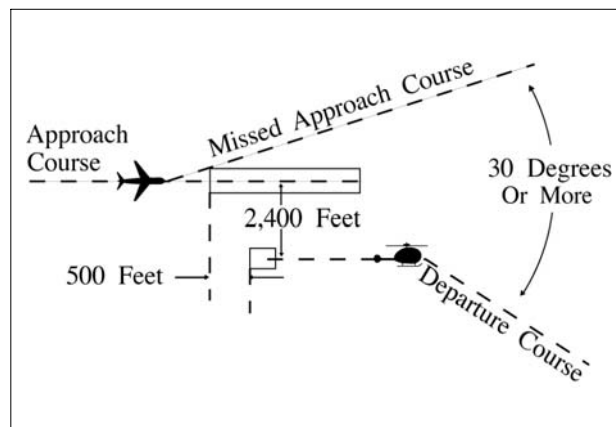 Missed Approach Course
Approach
Course
30 Degrees
Or More
2,400 Feet
500 Feet
Departure Course